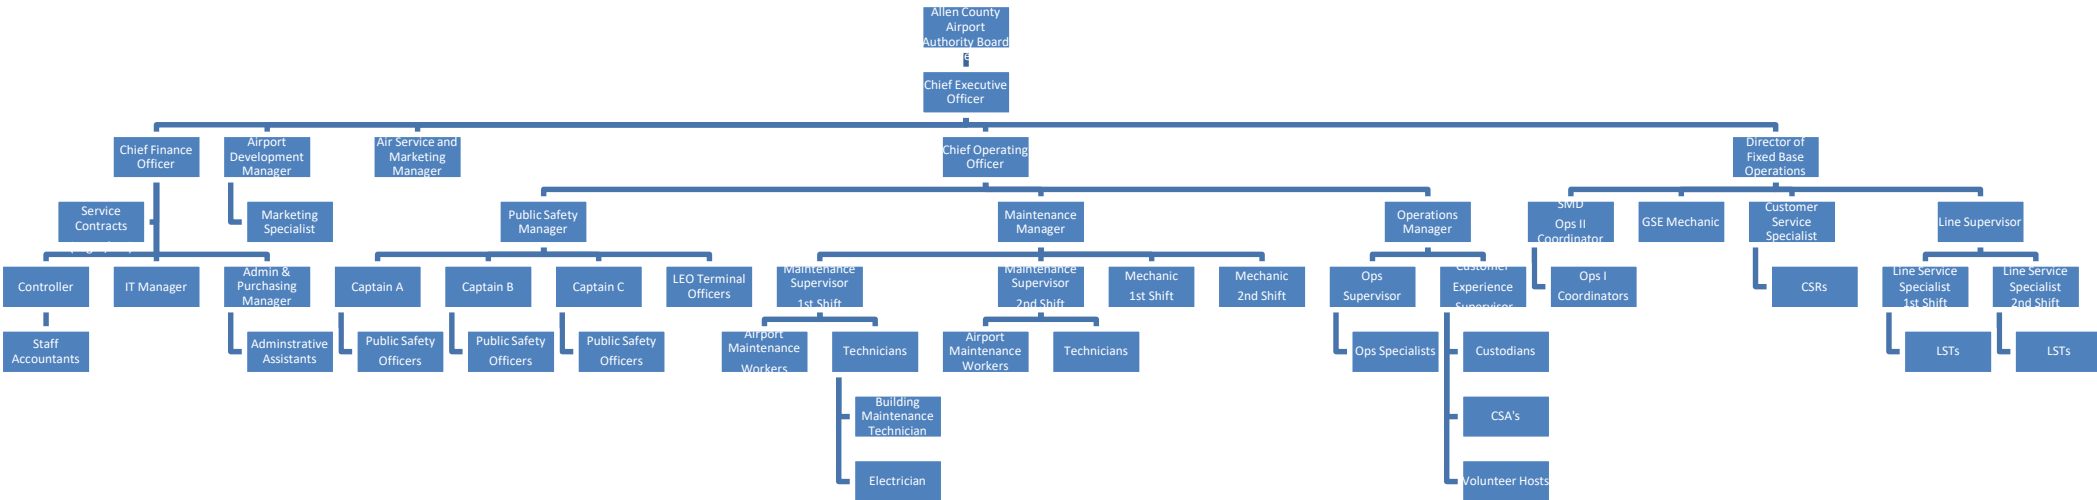 Allen County
Airport
Authority Board
Chief Executive
Officer
Chief Finance
Officer
Airport
Development
Manager
Air Service and
Marketing
Manager
Chief Operating
Officer
Director of
Fixed Base
Operations
Service
Contracts
Marketing
Specialist
Public Safety
Manager
Maintenance
Manager
Operations
Manager
SMD
Ops II
Coordinator
GSE Mechanic
Customer
Service
Specialist
Line Supervisor
Controller
IT Manager
Admin &
Purchasing
Manager
Captain A
Captain B
Captain C
LEO Terminal
Officers
Maintenance
Supervisor
1st Shift
Maintenance
Supervisor
2nd Shift
Mechanic
1st Shift
Mechanic
2nd Shift
Ops
Supervisor
Customer
Experience
Supervisor
Ops I
Coordinators
CSRs
Line Service
Specialist
1st Shift
Line Service
Specialist
2nd Shift
Staff
Accountants
Adminstrative
Assistants
Public Safety
Officers
Public Safety
Officers
Public Safety
Officers
Airport
Maintenance
Workers
Technicians
Airport
Maintenance
Workers
Technicians
Ops Specialists
Custodians
LSTs
LSTs
Building
Maintenance
Technician
CSA's
Electrician
Volunteer Hosts